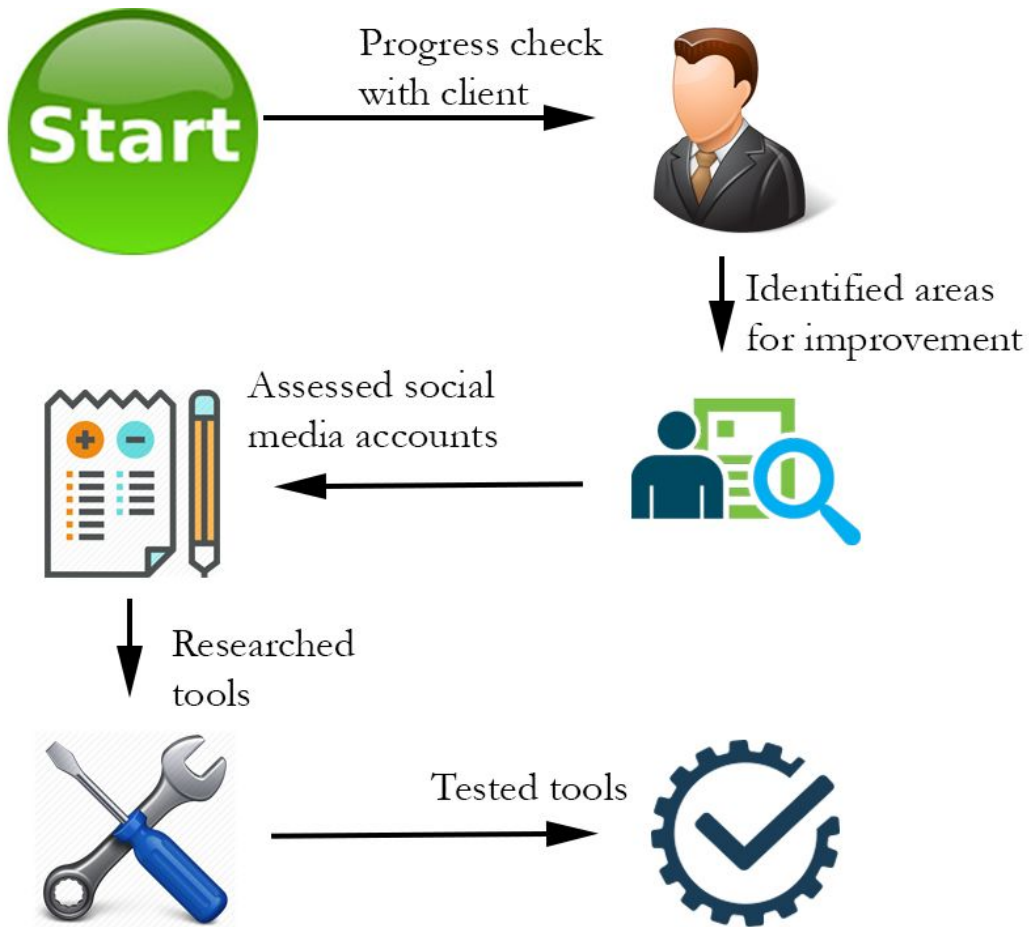 Start
Progress check
with client
Identified areas
for improvement
Assessed social
media accounts
Researched
tools
Tested tools